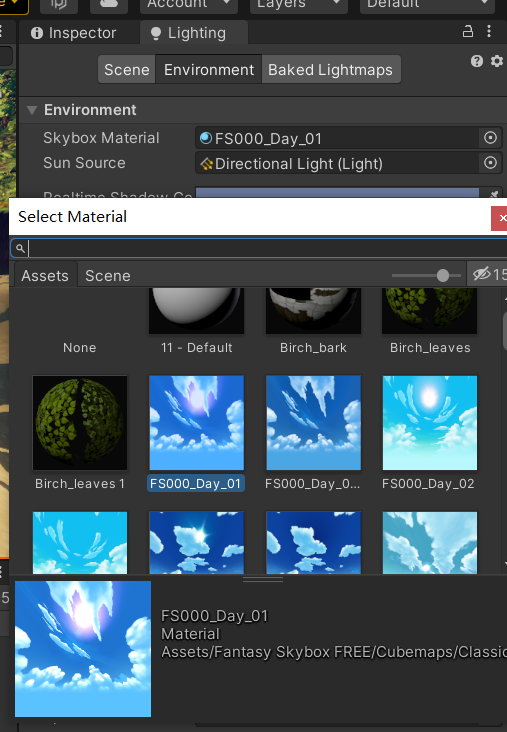 Account
Layers
Default
Inspector
Lighting
Scene
Environment
Baked Lightmaps
Environment
Skybox Material
FS000_Day_01
Sun Source
Directional Light (Light)
Realtime Shadow Co
Select Material
Assets
Scene
15
None
11 - Default
Birch_bark
Birch_leaves
Birch_leaves 1
FS000_Day_01
FS000_Day_0...
FS000_Day_02
5
FS000_Day_01
Material
Assets/Fantasy Skybox FREE/Cubemaps/Classic